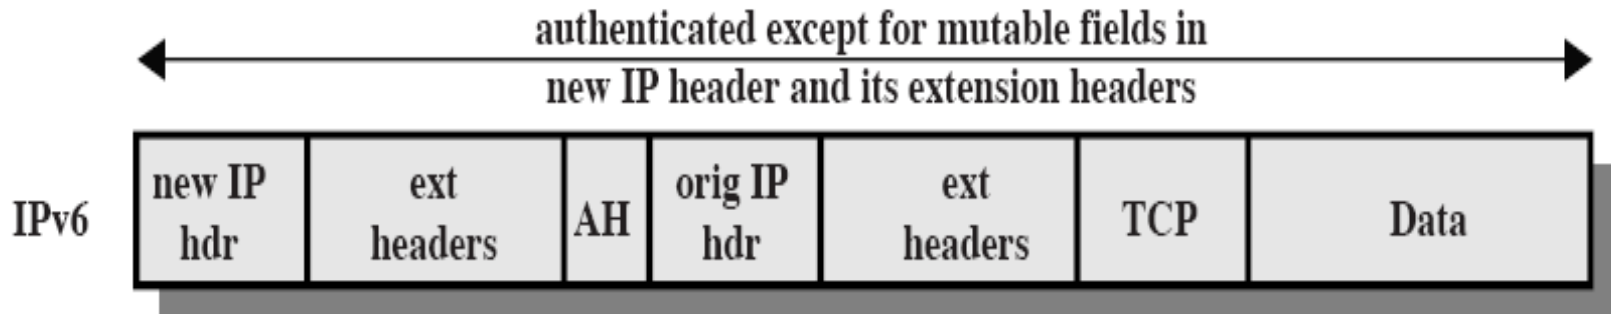 authenticated except for mutable fields in
new IP header and its extension headers
IPv6
new IP
hdr
ext
headers
AH
orig IP
hdr
ext
headers
TCP
Data